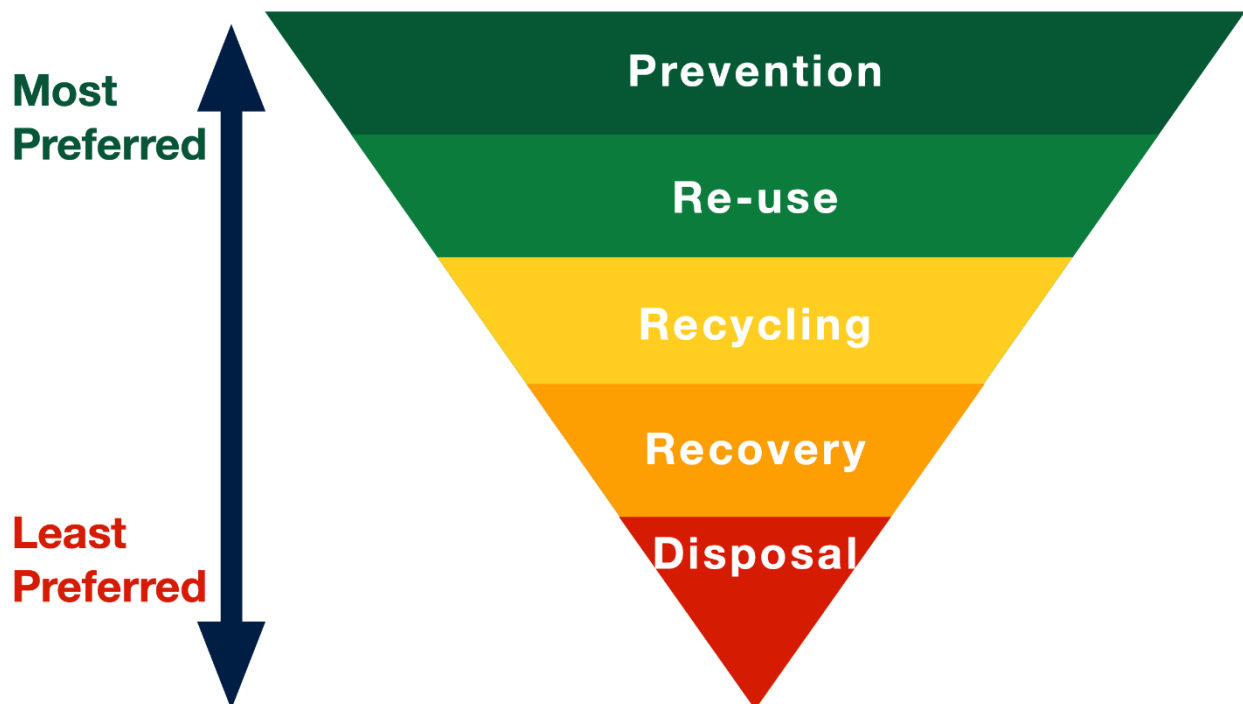 Most
Preferred
Prevention
Re-use
Recycling
Recovery
Least
Preferred
Disposal